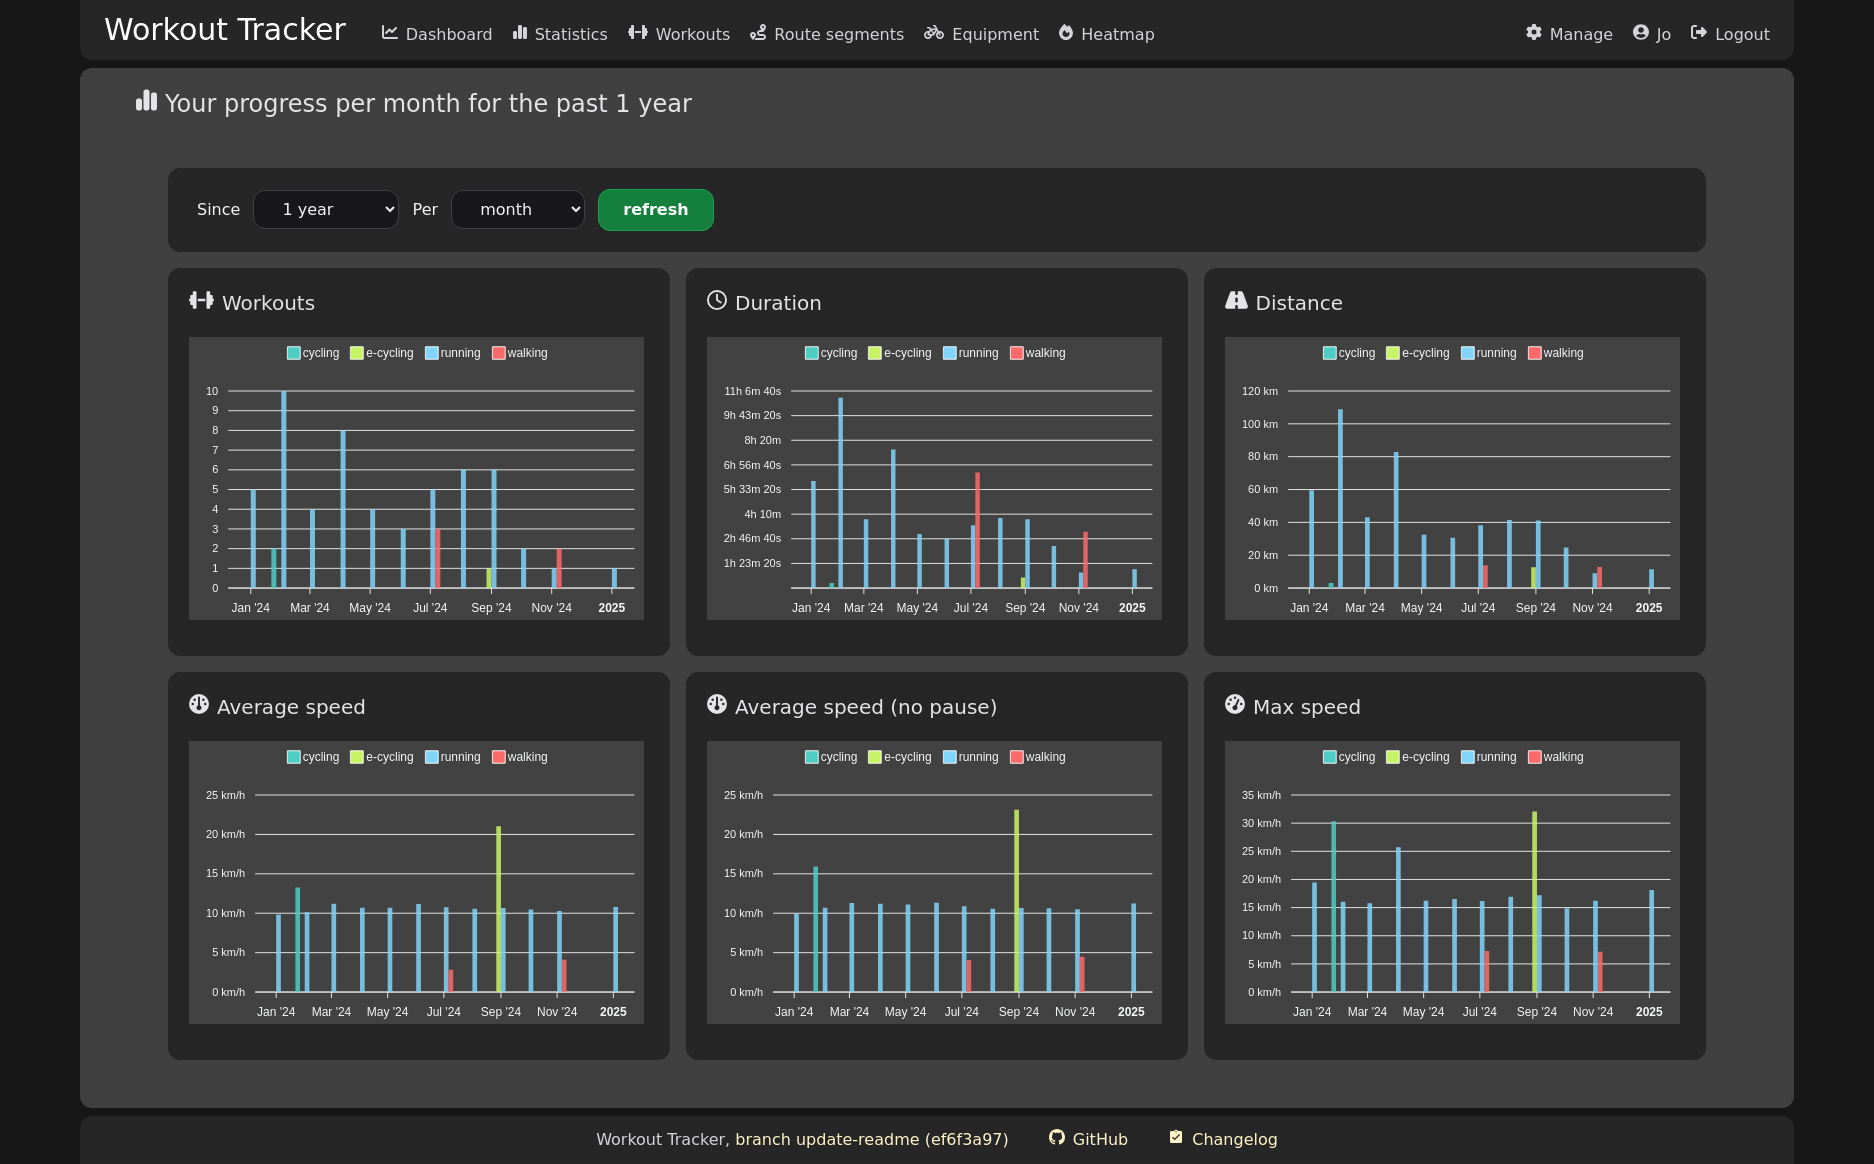 Workout Tracker Dashboard Statistics Workouts Route segments Equipment Heatmap Manage Jo Logout
Your progress per month for the past 1 year
Since 1 year Per month refresh
Workouts
cycling e-cycling running walking
10
9
8
7
6
5
4
3
2
1
0
Jan '24 Mar '24 May '24 Jul '24 Sep '24 Nov '24 2025
Duration
cycling e-cycling running walking
11h 6m 40s
9h 43m 20s
8h 20m
6h 56m 40s
5h 33m 20s
4h 10m
2h 46m 40s
1h 23m 20s
Jan '24 Mar '24 May '24 Jul '24 Sep '24 Nov '24 2025
Distance
cycling e-cycling running walking
120 km
100 km
80 km
60 km
40 km
20 km
0 km
Jan '24 Mar '24 May '24 Jul '24 Sep '24 Nov '24 2025
Average speed
cycling e-cycling running walking
25 km/h
20 km/h
15 km/h
10 km/h
5 km/h
0 km/h
Jan '24 Mar '24 May '24 Jul '24 Sep '24 Nov '24 2025
Average speed (no pause)
cycling e-cycling running walking
25 km/h
20 km/h
15 km/h
10 km/h
5 km/h
0 km/h
Jan '24 Mar '24 May '24 Jul '24 Sep '24 Nov '24 2025
Max speed
cycling e-cycling running walking
35 km/h
30 km/h
25 km/h
20 km/h
15 km/h
10 km/h
5 km/h
0 km/h
Jan '24 Mar '24 May '24 Jul '24 Sep '24 Nov '24 2025
Workout Tracker, branch update-readme (ef6f3a97) GitHub Changelog